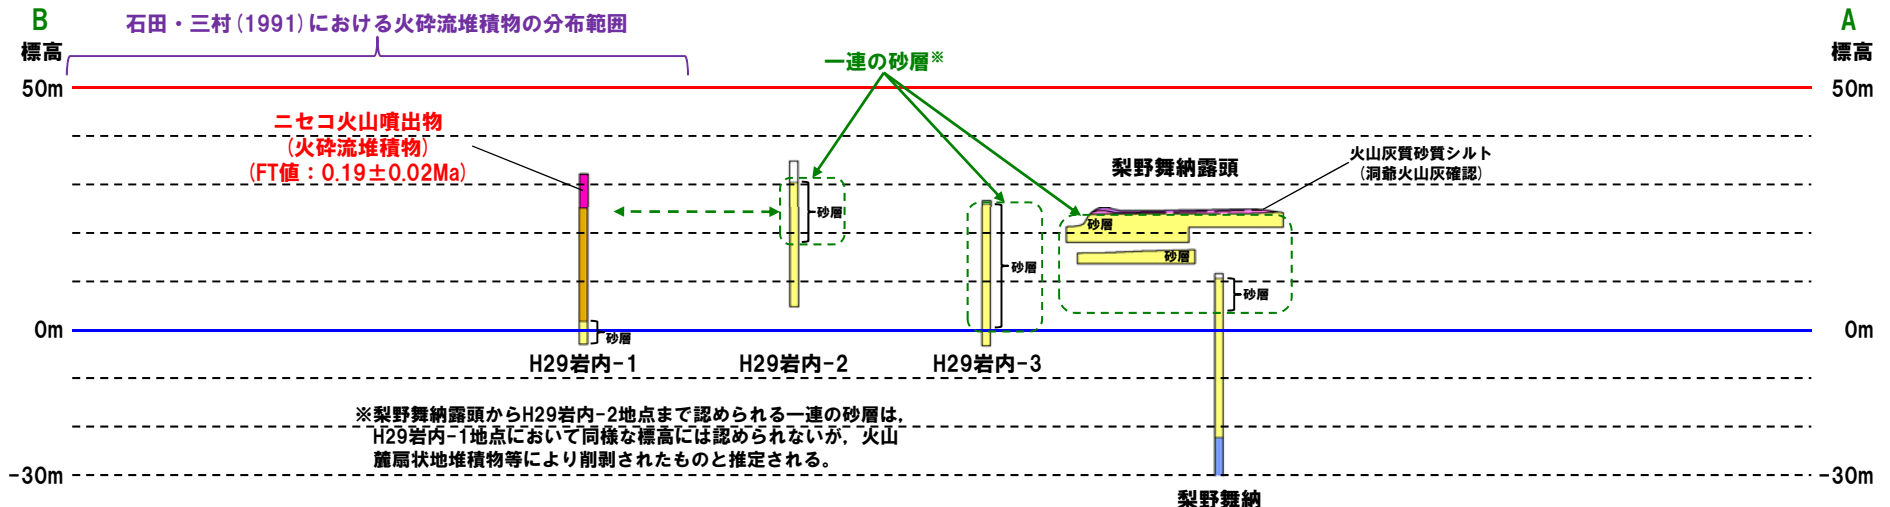 B
標高
石田・三村(1991)における火砕流堆積物の分布範囲
A
標高
一連の砂層※
50m
50m
ニセコ火山噴出物
(火砕流堆積物)
(FT値：0.19±0.02Ma)
梨野舞納露頭
火山灰質砂質シルト
(洞爺火山灰確認)
砂層
砂層
砂層
砂層
砂層
0m
砂層
0m
H29岩内-1
H29岩内-2
H29岩内-3
※梨野舞納露頭からH29岩内-2地点まで認められる一連の砂層は，
H29岩内-1地点において同様な標高には認められないが，火山
麓扇状地堆積物等により削剥されたものと推定される。
-30m
-30m
梨野舞納